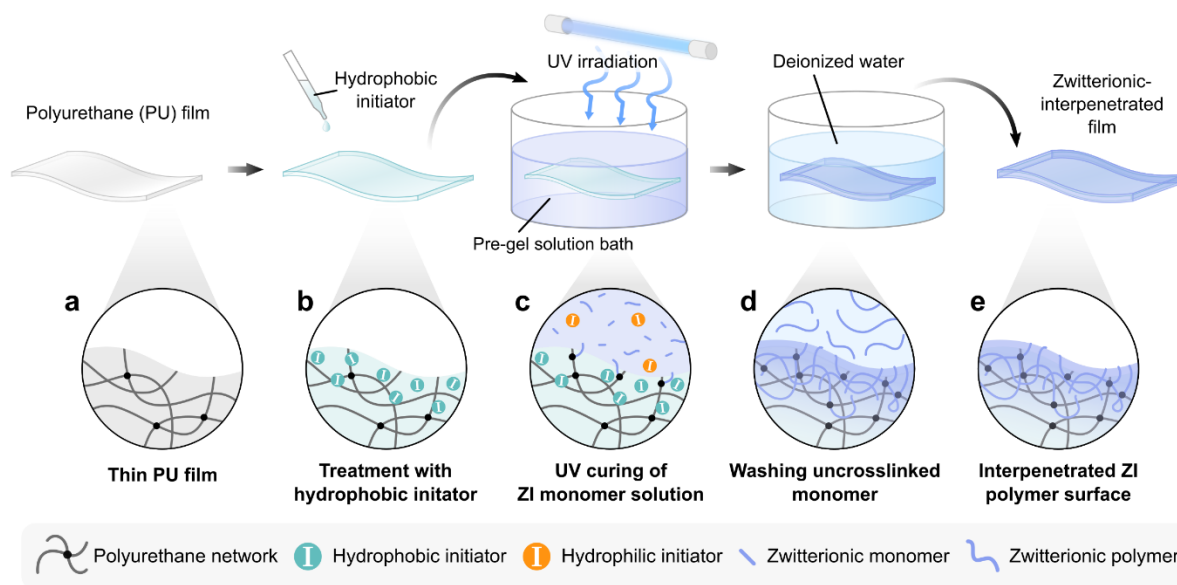 Polyurethane (PU) film
Hydrophobic
initiator
UV irradiation
Pre-gel solution bath
Deionized water
Zwitterionic-
interpenetrated
film
a
b
c
d
e
I I I I I I I I
I I I I I I I I
Thin PU film
Treatment with
hydrophobic initator
UV curing of
ZI monomer solution
Washing uncrosslinked
monomer
Interpenetrated ZI
polymer surface
Polyurethane network
I Hydrophobic initiator
I Hydrophilic initiator
Zwitterionic monomer
Zwitterionic polymer